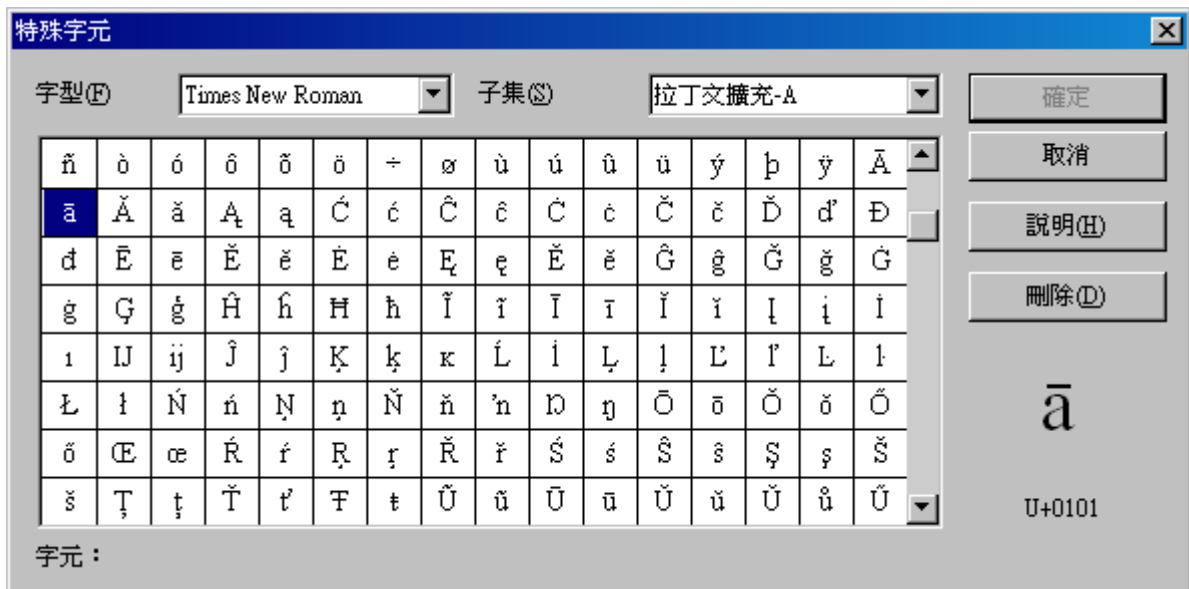 特殊字元
字型(F) Times New Roman 子集(S) 拉丁文擴充-A 確定
取消
說明(H)
刪除(D)
ñ ò ó ô õ ö ÷ ø ù ú û ü ý þ ÿ Ā
ā Ă ă Ą ą Ć ć Ĉ ĉ Ċ ċ Č č Ď ď Đ
đ Ē ē Ĕ ĕ Ė ė Ę ę Ě ě Ĝ ĝ Ğ ğ Ġ
ġ Ģ ģ Ĥ ĥ Ħ ħ Ĩ ĩ Ī ī Ĭ ĭ Į į İ
ı IJ ij Ĵ ĵ Ķ ķ ĸ Ĺ ĺ Ļ ļ Ľ ľ Ŀ ŀ
Ł ł Ń ń Ņ ņ Ň ň ŉ Ŋ ŋ Ō ō Ŏ ŏ Ő
ő Œ œ Ŕ ŕ Ŗ ŗ Ř ř Ś ś Ŝ ŝ Ş ş Š
š Ţ ţ Ť ť Ŧ ŧ Ũ ũ Ū ū Ŭ ŭ Ů ů Ű
ā
U+0101
字元：